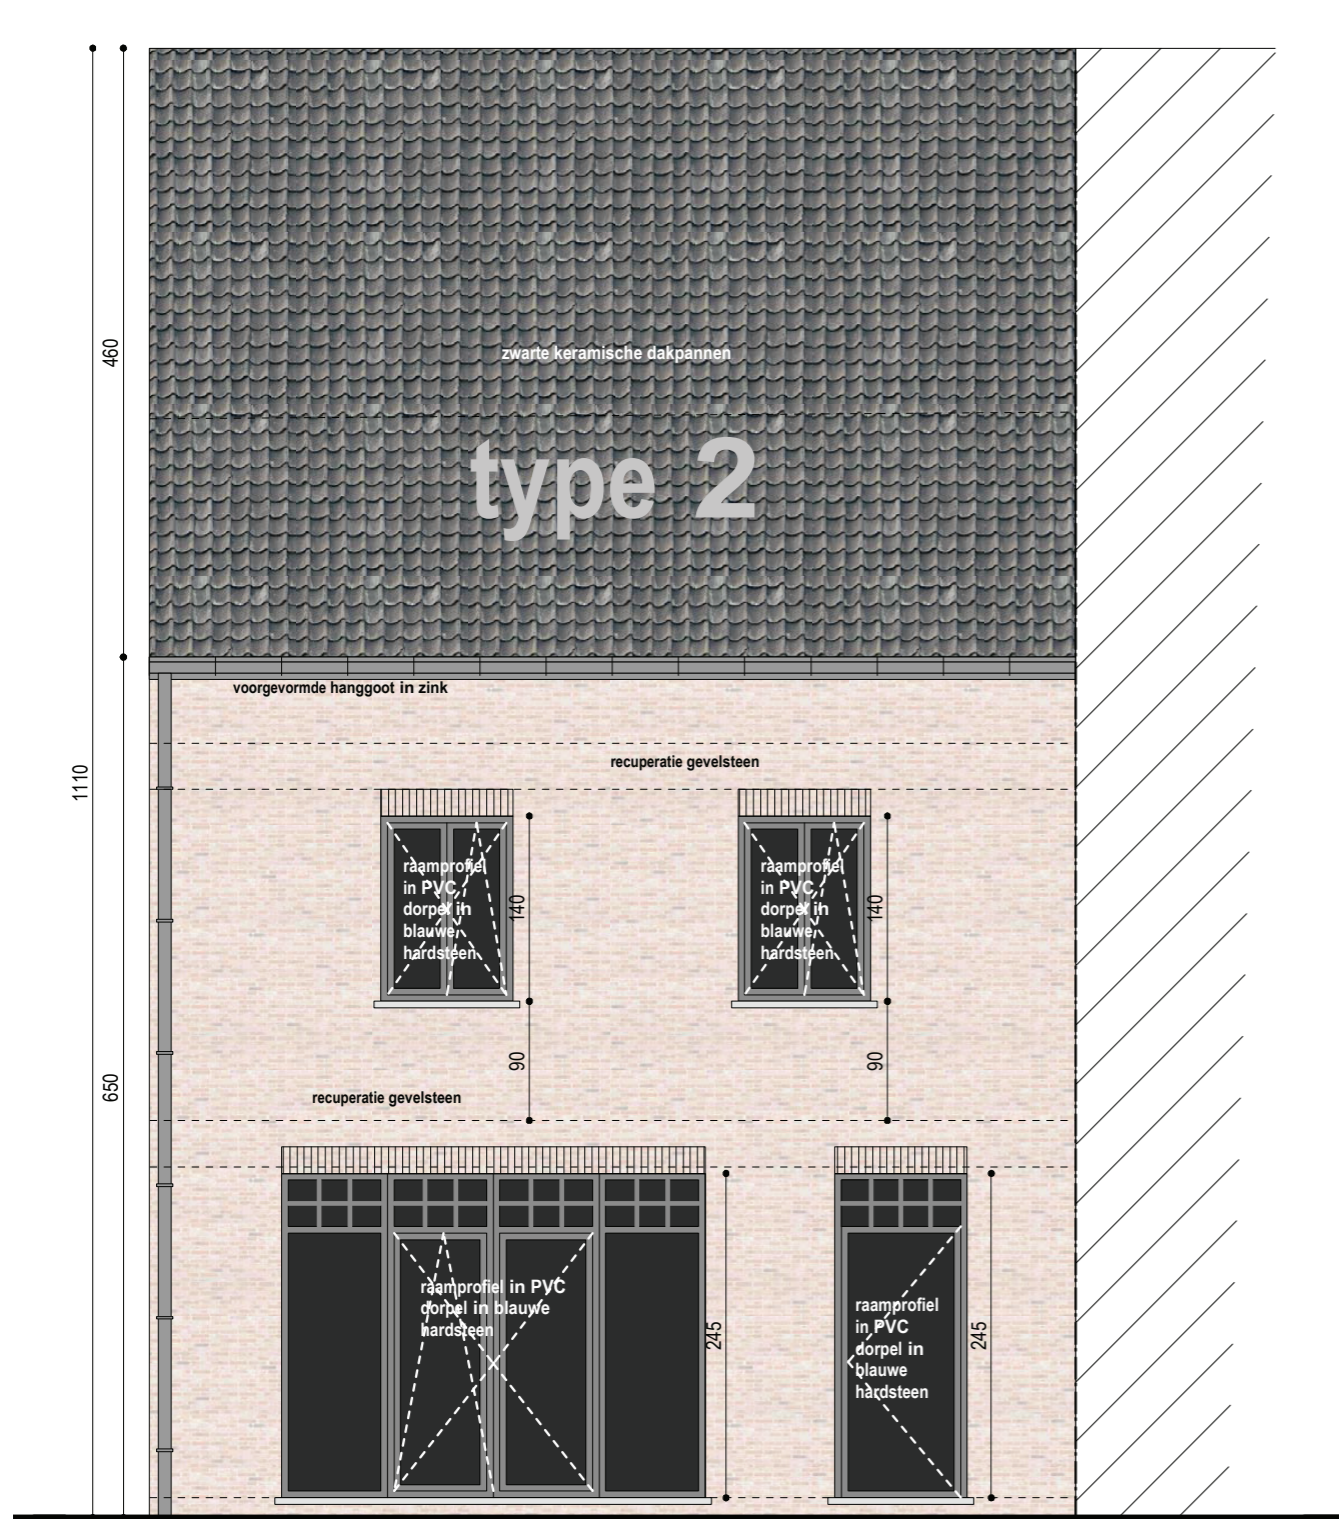 460
zwarte keramische dakpannen
type 2
voorgevormde hanggoot in zink
recuperatie gevelsteen
1110
raamprofiel
in PVC
dorpel in
blauwe
hardsteen
140
raamprofiel
in PVC
dorpel in
blauwe
hardsteen
140
90
90
650
recuperatie gevelsteen
raamprofiel in PVC
dorpel in blauwe
hardsteen
245
raamprofiel
in PVC
dorpel in
blauwe
hardsteen
245